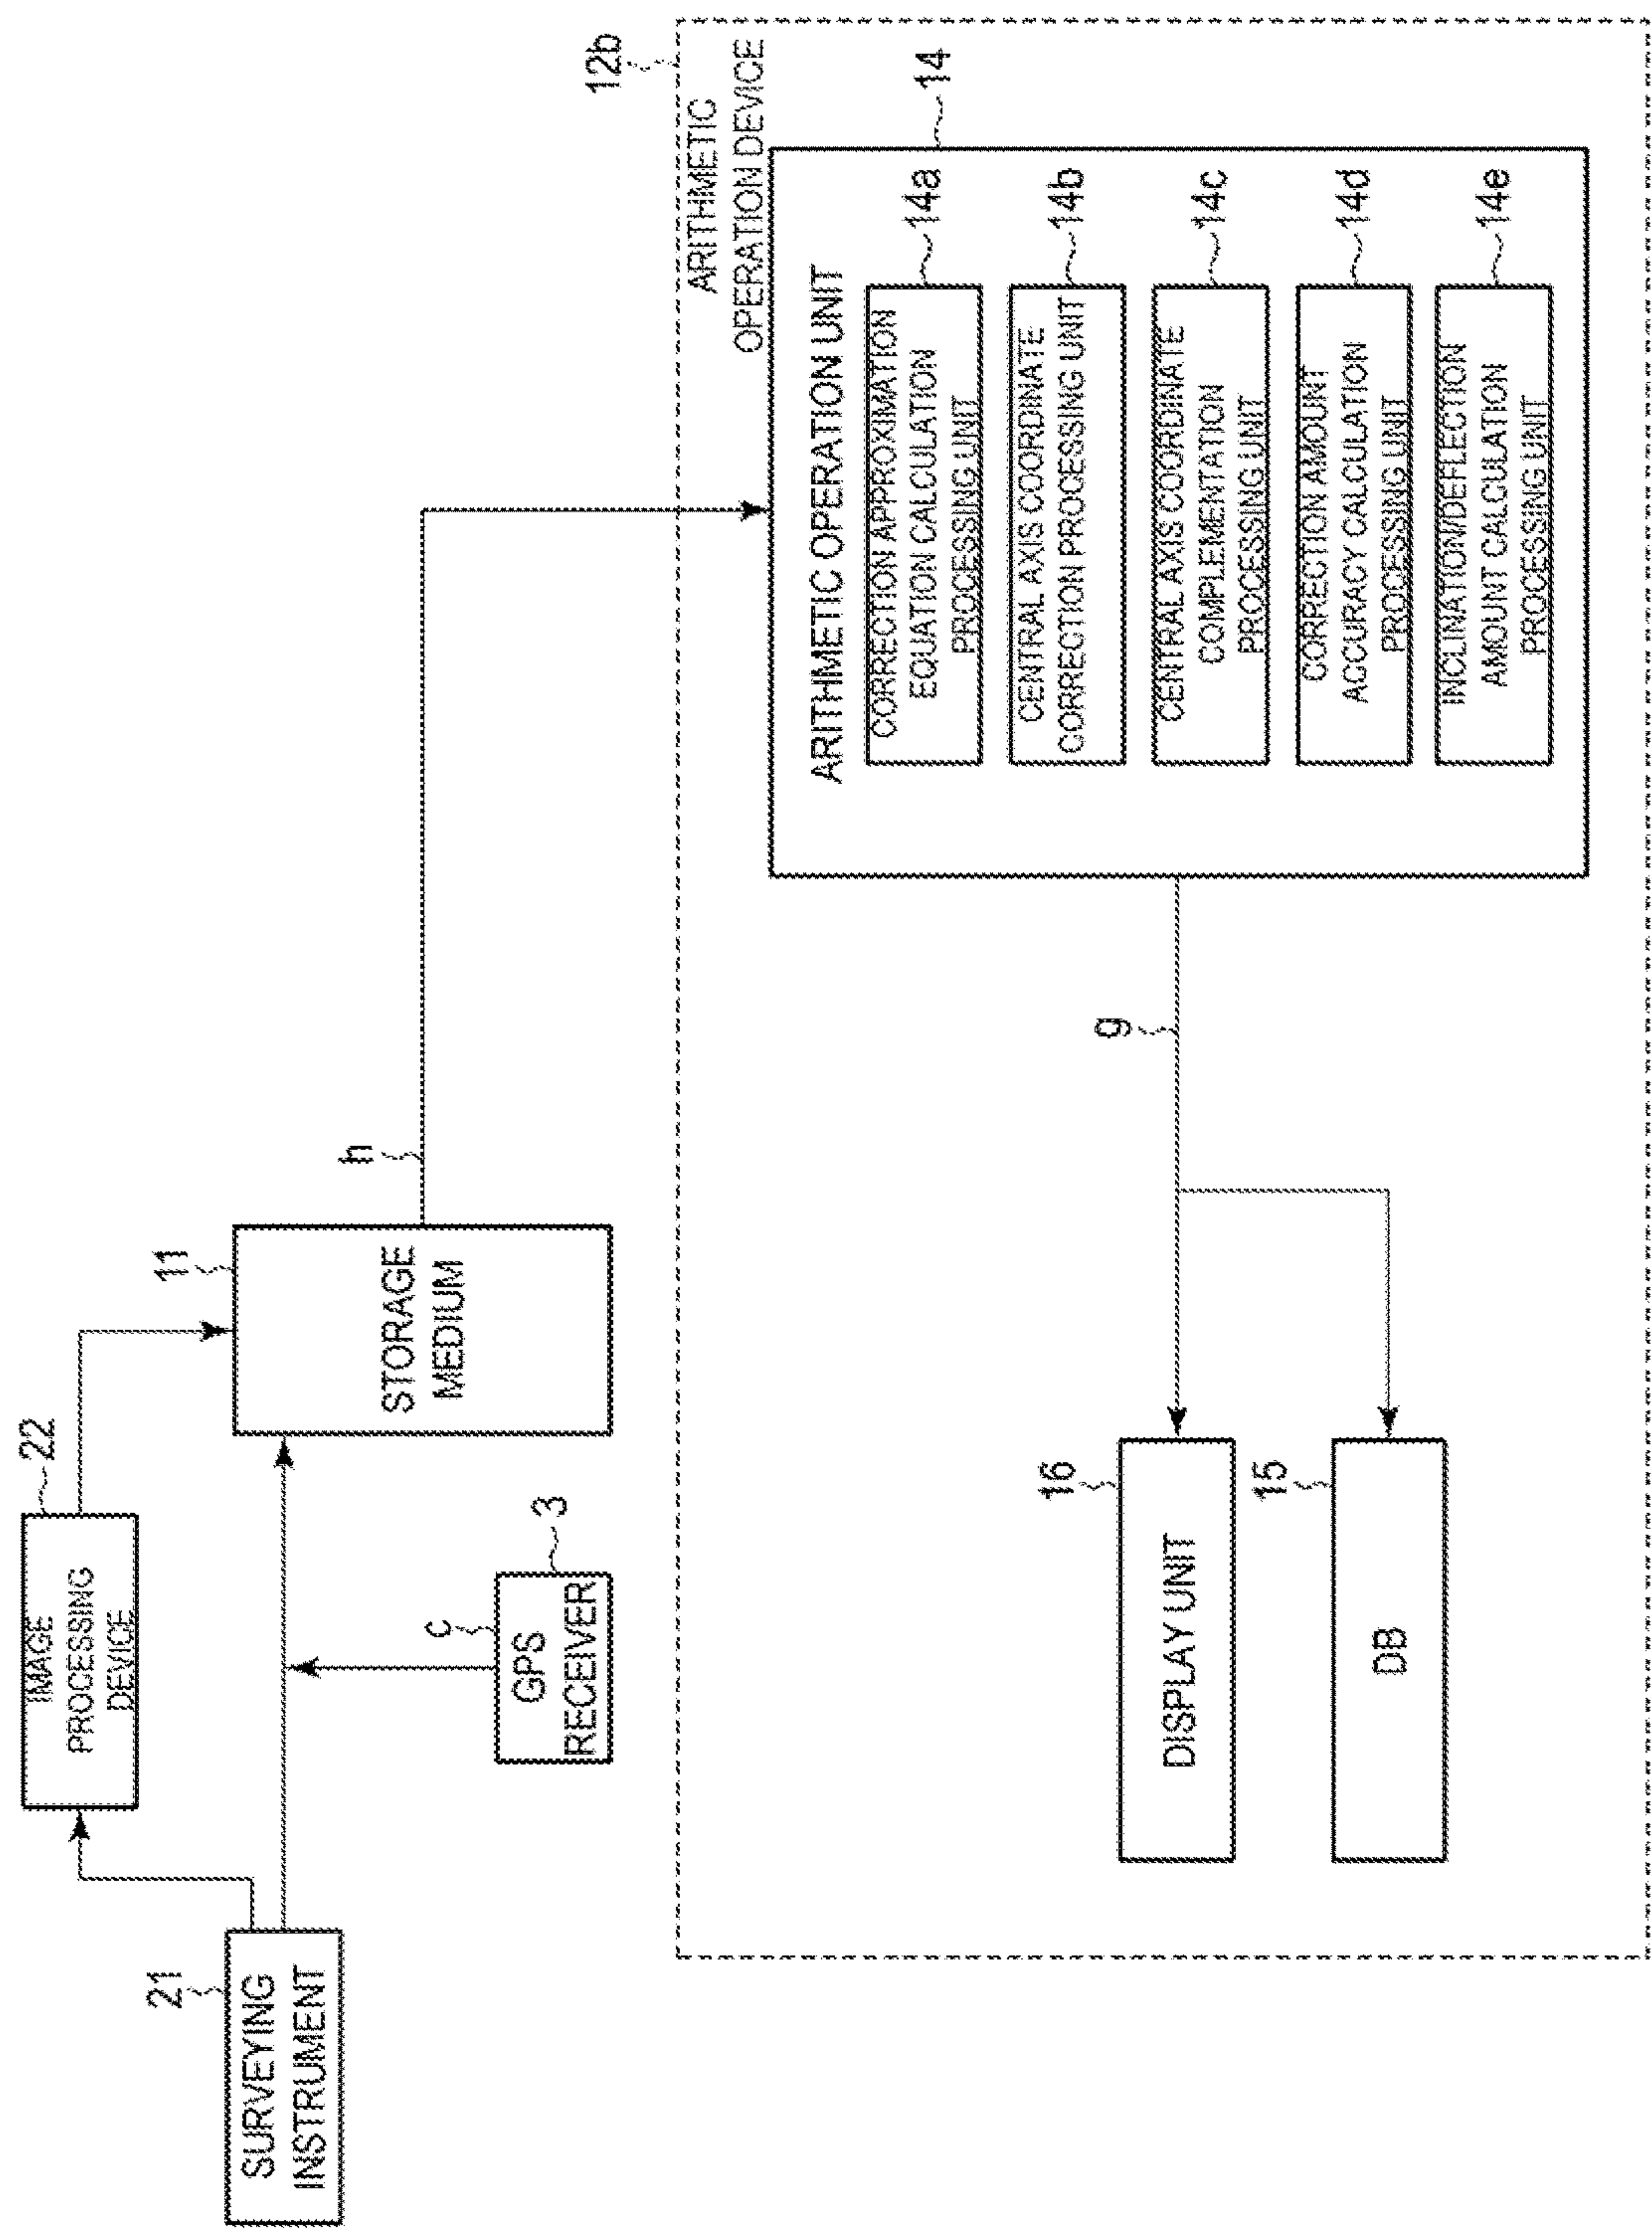 21
SURVEYING
INSTRUMENT
22
IMAGE
PROCESSING
DEVICE
c
3
GPS
RECEIVER
11
STORAGE
MEDIUM
h
12b
ARITHMETIC
OPERATION DEVICE
14
ARITHMETIC OPERATION UNIT
14a
CORRECTION APPROXIMATION
EQUATION CALCULATION
PROCESSING UNIT
14b
CENTRAL AXIS COORDINATE
CORRECTION PROCESSING UNIT
14c
CENTRAL AXIS COORDINATE
COMPLEMENTATION
PROCESSING UNIT
14d
CORRECTION AMOUNT
ACCURACY CALCULATION
PROCESSING UNIT
14e
INCLINATION/DEFLECTION
AMOUNT CALCULATION
PROCESSING UNIT
g
16
DISPLAY UNIT
15
DB